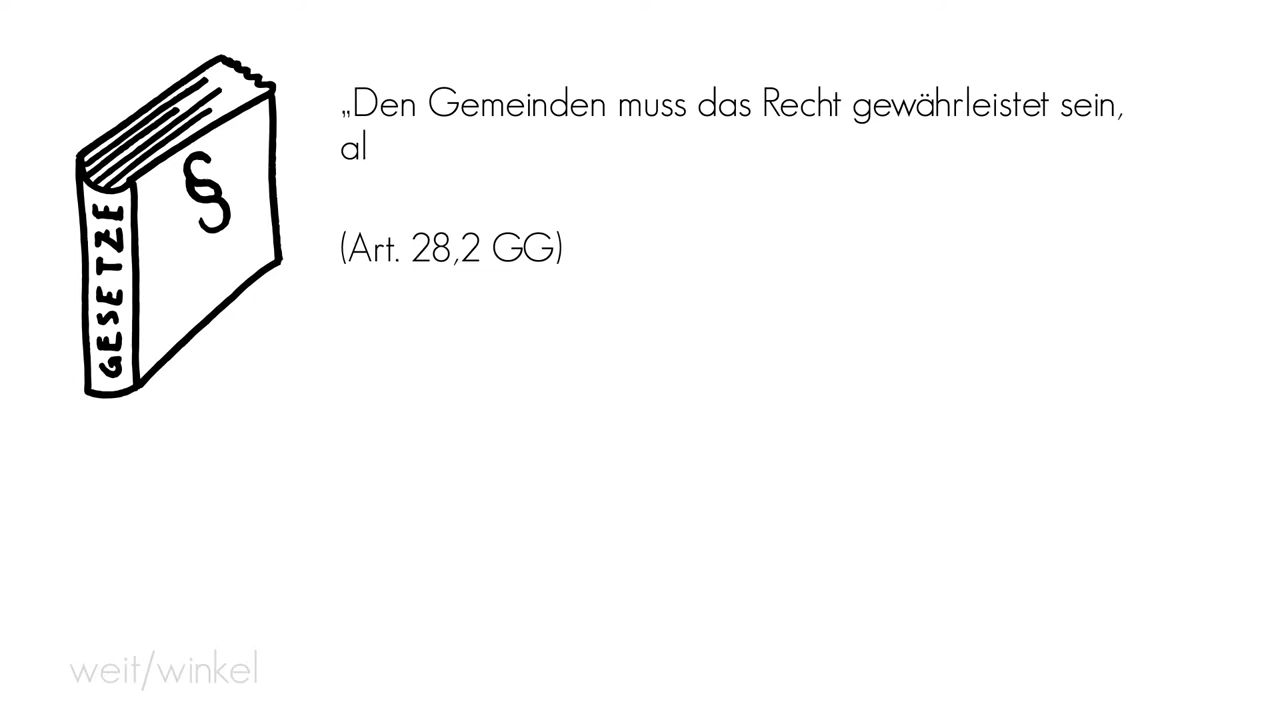 GESETZE
§
„Den Gemeinden muss das Recht gewährleistet sein,
al
(Art. 28,2 GG)
weit/winkel